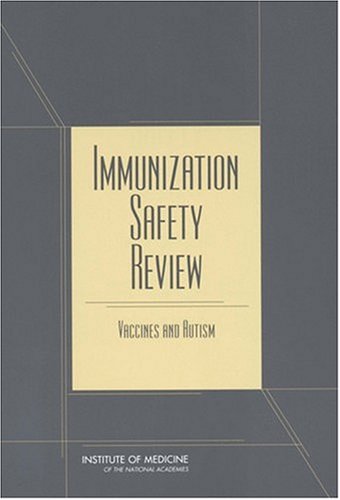 IMMUNIZATION
SAFETY
REVIEW
VACCINES AND AUTISM
INSTITUTE OF MEDICINE
OF THE NATIONAL ACADEMIES